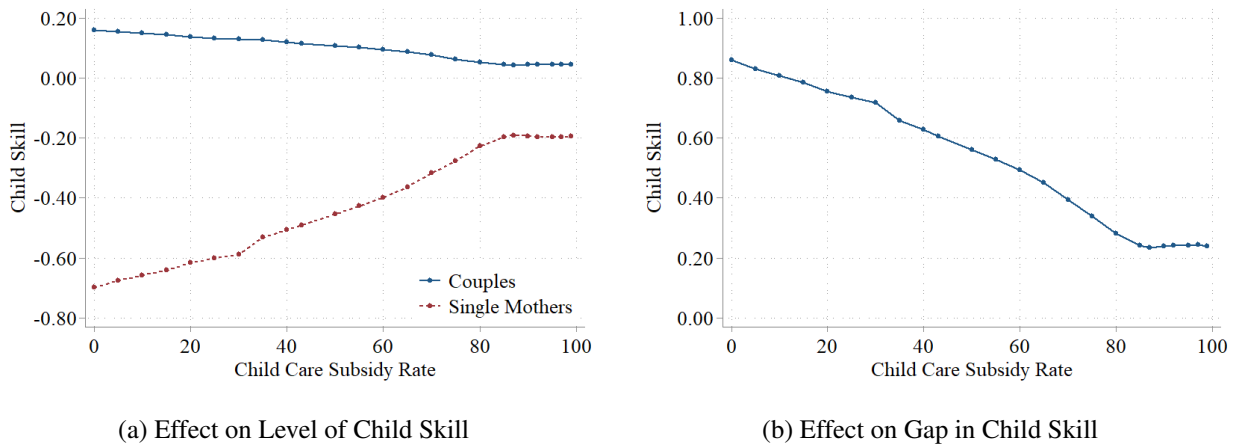 0.20
0.00
-0.20
-0.40
-0.60
-0.80
Child Skill
Couples
Single Mothers
0 20 40 60 80 100
Child Care Subsidy Rate
(a) Effect on Level of Child Skill
1.00
0.80
0.60
0.40
0.20
0.00
Child Skill
0 20 40 60 80 100
Child Care Subsidy Rate
(b) Effect on Gap in Child Skill